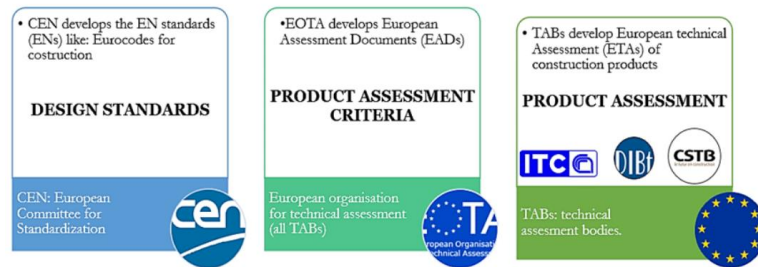 • CEN develops the EN standards
(ENs) like: Eurocodes for
costruction
DESIGN STANDARDS
CEN: European
Committee for
Standardization
cen
•EOTA develops European
Assessment Documents (EADs)
PRODUCT ASSESSMENT
CRITERIA
European organisation
for technical assessment
(all TABs)
TA
uropean Organisa
echnical Assess
• TABs develop European technical
Assessment (ETAs) of
construction products
PRODUCT ASSESSMENT
ITC
DIBt
CSTB
TABs: technical
assesment bodies.